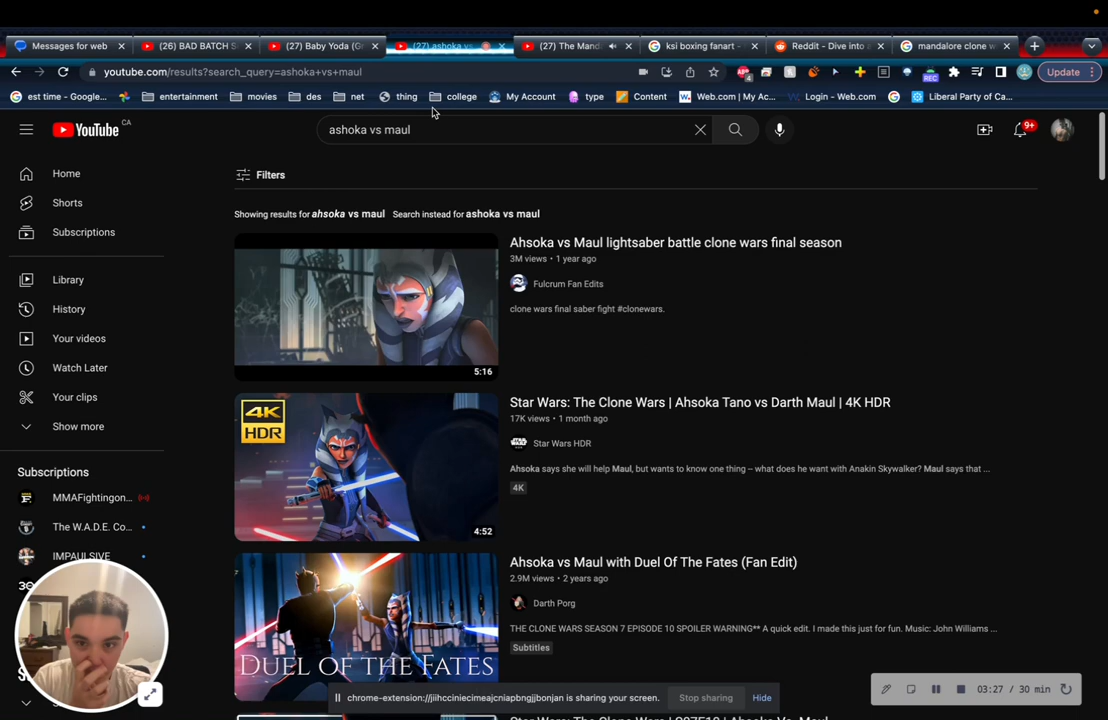 Messages for web
(26) BAD BATCH S
(27) Baby Yoda (G
(27) ashoka vs
(27) The Mand
ksi boxing fanart -
Reddit - Dive into
mandalore clone w
youtube.com/results?search_query=ashoka+vs+maul
4
REC
Update
est time - Google...
entertainment
movies
des
net
thing
college
My Account
type
Content
Web.com | My Ac...
Login - Web.com
Liberal Party of Ca...
YouTube CA
ashoka vs maul
9+
Home
Shorts
Subscriptions
Library
History
Your videos
Watch Later
Your clips
Show more
Subscriptions
MMAFightingon...
The W.A.D.E. Co...
IMPAULSIVE
Filters
Showing results for ahsoka vs maul Search instead for ashoka vs maul
5:16
Ahsoka vs Maul lightsaber battle clone wars final season
3M views • 1 year ago
Fulcrum Fan Edits
clone wars final saber fight #clonewars.
4K
HDR
4:52
Star Wars: The Clone Wars | Ahsoka Tano vs Darth Maul | 4K HDR
17K views • 1 month ago
Star Wars HDR
Ahsoka says she will help Maul, but wants to know one thing – what does he want with Anakin Skywalker? Maul says that ...
4K
DUEL OF THE FATES
Ahsoka vs Maul with Duel Of The Fates (Fan Edit)
2.9M views • 2 years ago
Darth Porg
THE CLONE WARS SEASON 7 EPISODE 10 SPOILER WARNING** A quick edit. I made this just for fun. Music: John Williams ...
Subtitles
chrome-extension://jiihcciniecimeajcniapbngjjbonjan is sharing your screen.
Stop sharing
Hide
03:27 / 30 min